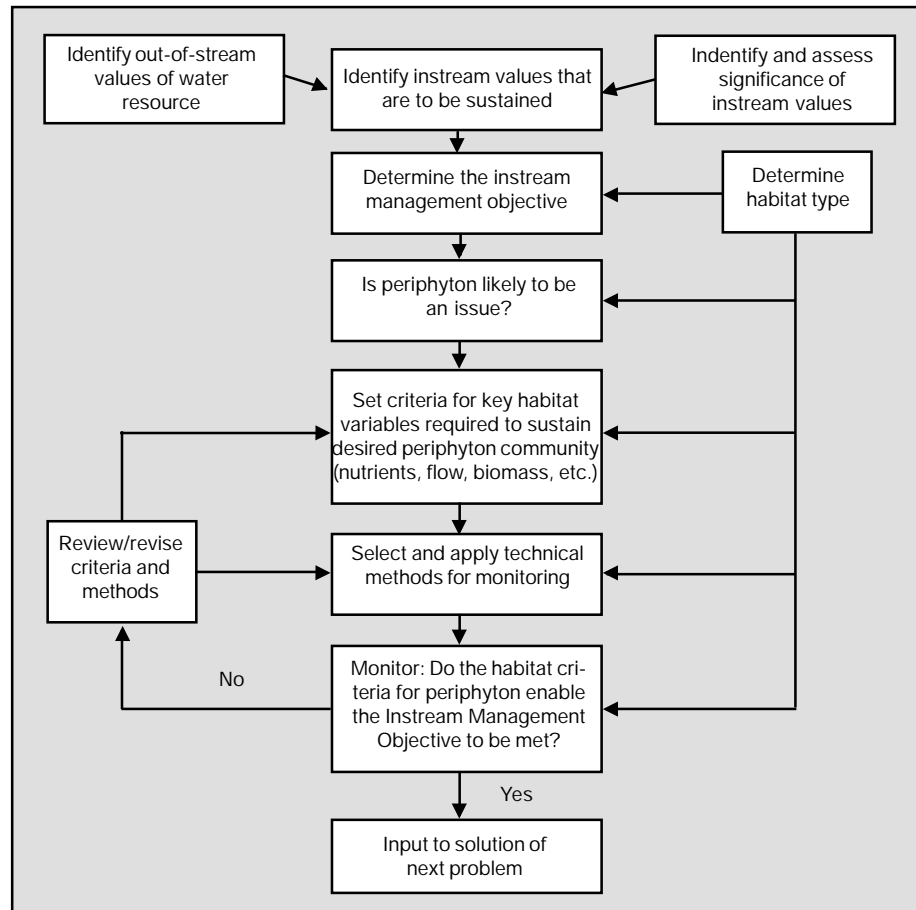 Identify out-of-stream
values of water
resource
Identify instream values that
are to be sustained
Indentify and assess
significance of
instream values
Determine the instream
management objective
Determine
habitat type
Is periphyton likely to be
an issue?
Set criteria for key habitat
variables required to sustain
desired periphyton community
(nutrients, flow, biomass, etc.)
Review/revise
criteria and
methods
Select and apply technical
methods for monitoring
Monitor: Do the habitat cri-
teria for periphyton enable
the Instream Management
Objective to be met?
No
Yes
Input to solution of
next problem